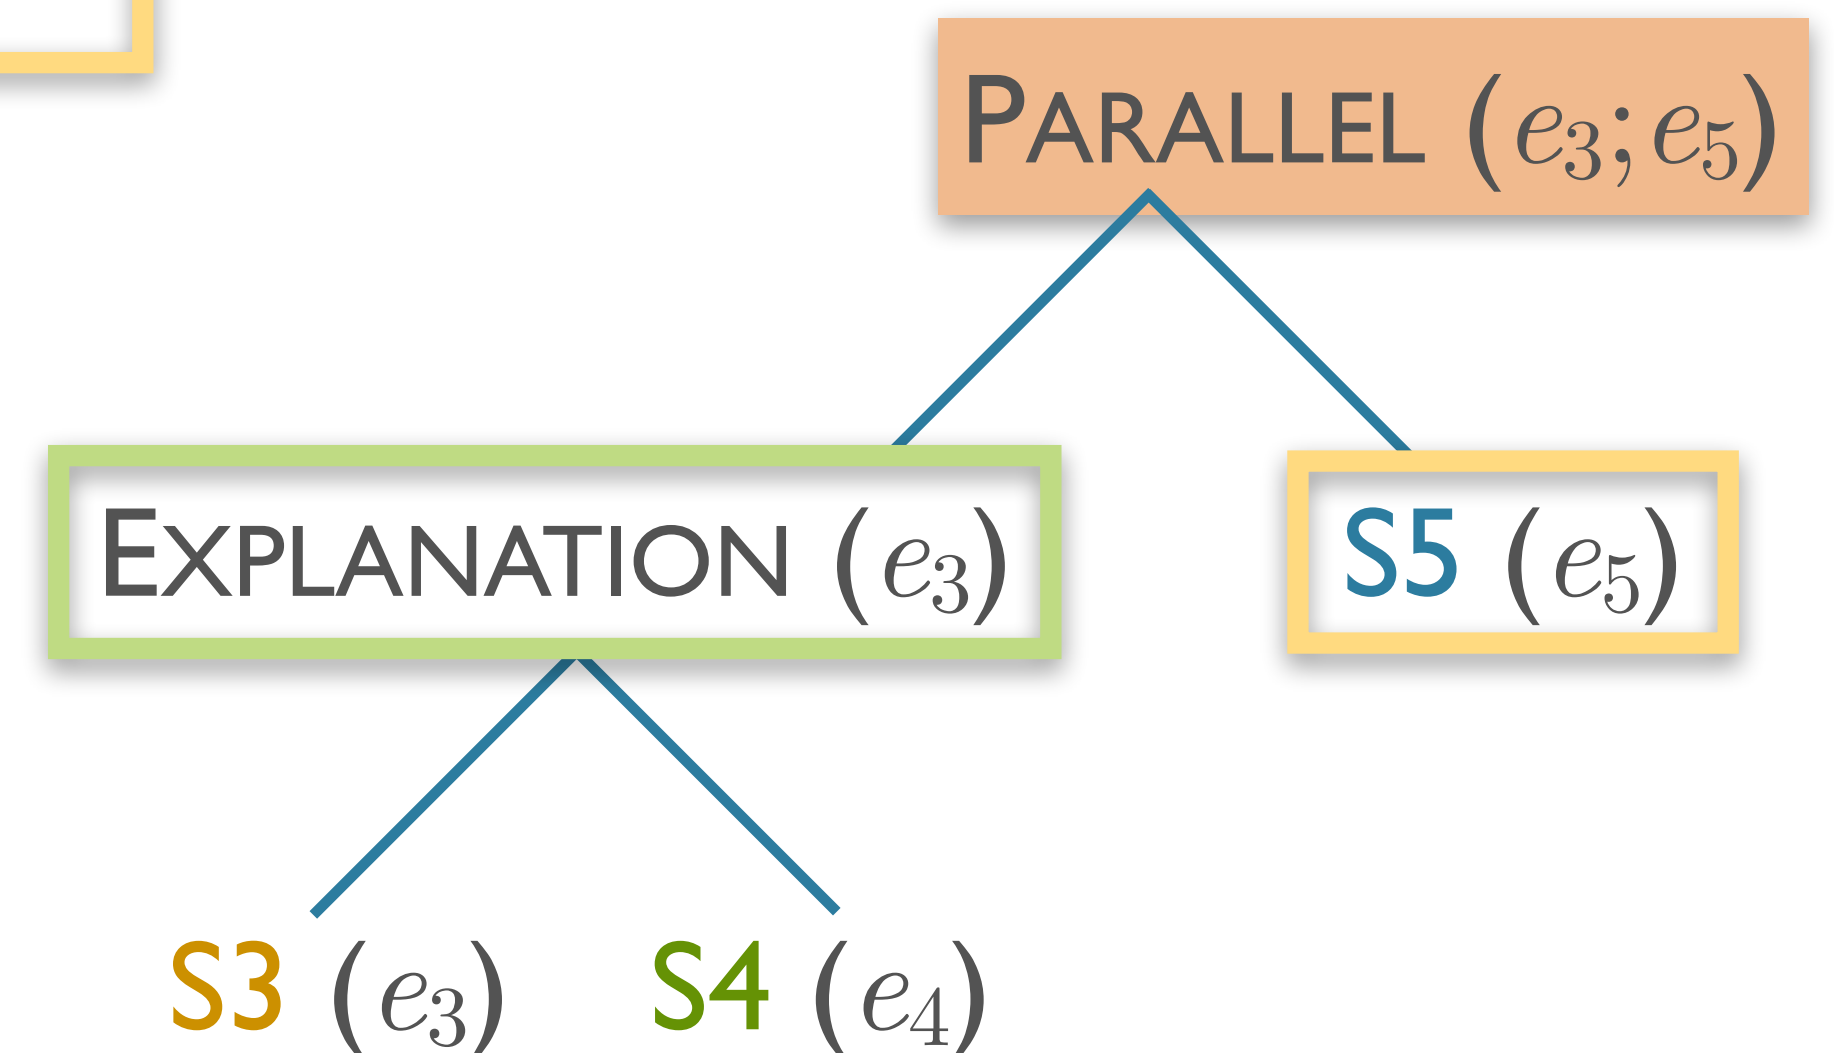 PARALLEL (e₃; e₅)
EXPLANATION (e₃)
S5 (e₅)
S3 (e₃)
S4 (e₄)